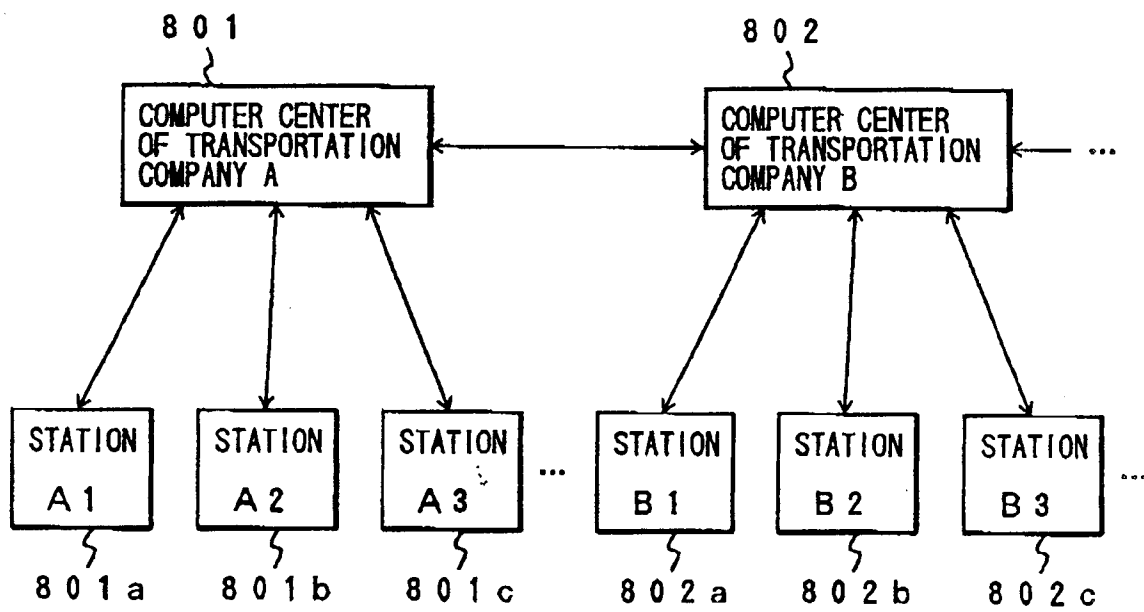 801
802
COMPUTER CENTER
OF TRANSPORTATION
COMPANY A
COMPUTER CENTER
OF TRANSPORTATION
COMPANY B
...
STATION
A1
STATION
A2
STATION
A3
...
STATION
B1
STATION
B2
STATION
B3
...
801a
801b
801c
802a
802b
802c